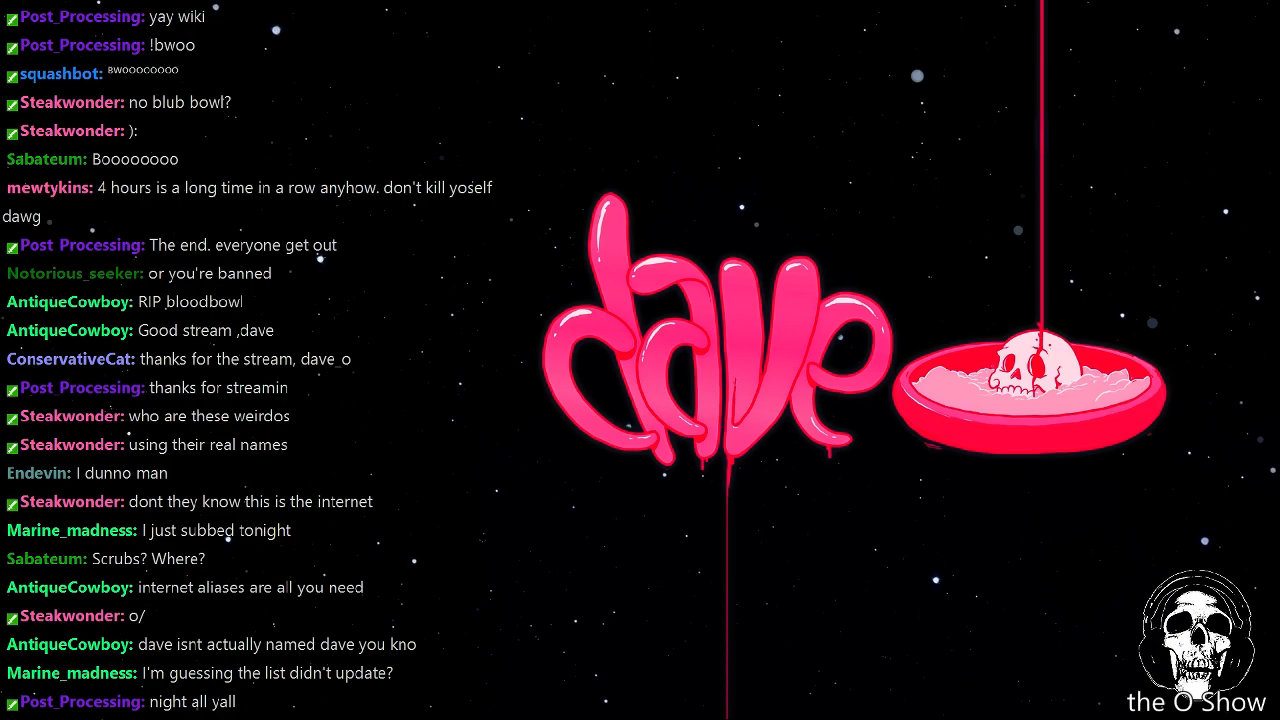 Post_Processing: yay wiki
Post_Processing: !bwoo
squashbot: ᴮᵂᴼᴼᴼᴼᴼᴼᴼᴼ
Steakwonder: no blub bowl?
Steakwonder: ):
Sabateum: Boooooooo
mewtykins: 4 hours is a long time in a row anyhow. don't kill yoself
dawg
Post_Processing: The end. everyone get out
Notorious_seeker: or you're banned
AntiqueCowboy: RIP bloodbowl
AntiqueCowboy: Good stream ,dave
ConservativeCat: thanks for the stream, dave_o
Post_Processing: thanks for streamin
Steakwonder: who are these weirdos
Steakwonder: using their real names
Endevin: I dunno man
Steakwonder: dont they know this is the internet
Marine_madness: I just subbed tonight
Sabateum: Scrubs? Where?
AntiqueCowboy: internet aliases are all you need
Steakwonder: o/
AntiqueCowboy: dave isnt actually named dave you kno
Marine_madness: I'm guessing the list didn't update?
Post_Processing: night all yall
dave
the O Show